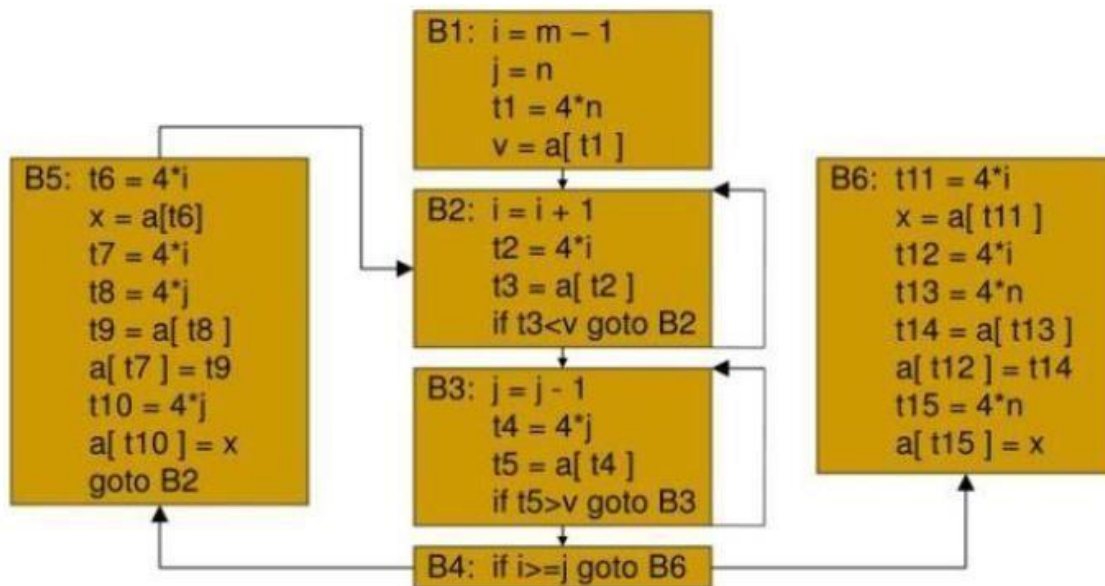 B1: i = m – 1
j = n
t1 = 4*n
v = a[ t1 ]
B2: i = i + 1
t2 = 4*i
t3 = a[ t2 ]
if t3<v goto B2
B3: j = j - 1
t4 = 4*j
t5 = a[ t4 ]
if t5>v goto B3
B4: if i>=j goto B6
B5: t6 = 4*i
x = a[t6]
t7 = 4*i
t8 = 4*j
t9 = a[ t8 ]
a[ t7 ] = t9
t10 = 4*j
a[ t10 ] = x
goto B2
B6: t11 = 4*i
x = a[ t11 ]
t12 = 4*i
t13 = 4*n
t14 = a[ t13 ]
a[ t12 ] = t14
t15 = 4*n
a[ t15 ] = x